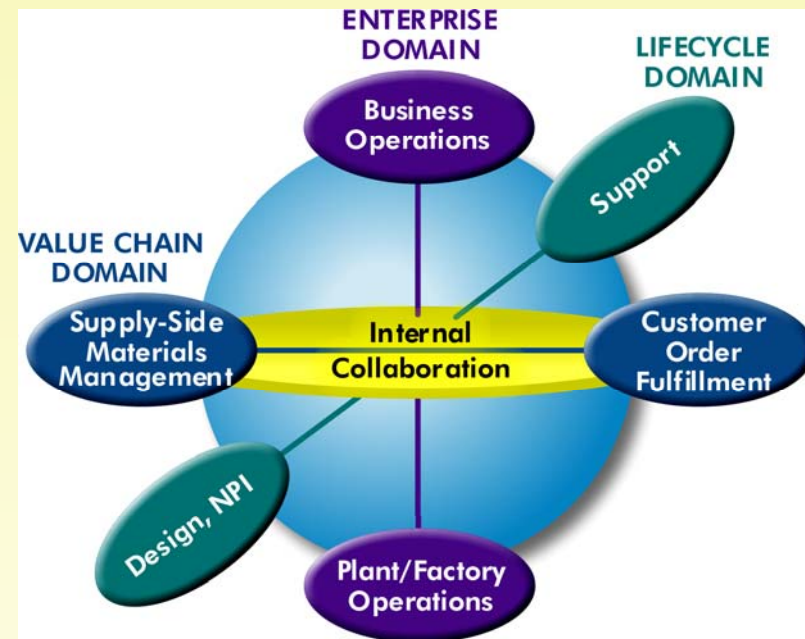 ENTERPRISE
DOMAIN
LIFECYCLE
DOMAIN
Business
Operations
Support
VALUE CHAIN
DOMAIN
Supply-Side
Materials
Management
Internal
Collaboration
Customer
Order
Fulfillment
Design, NPI
Plant/Factory
Operations